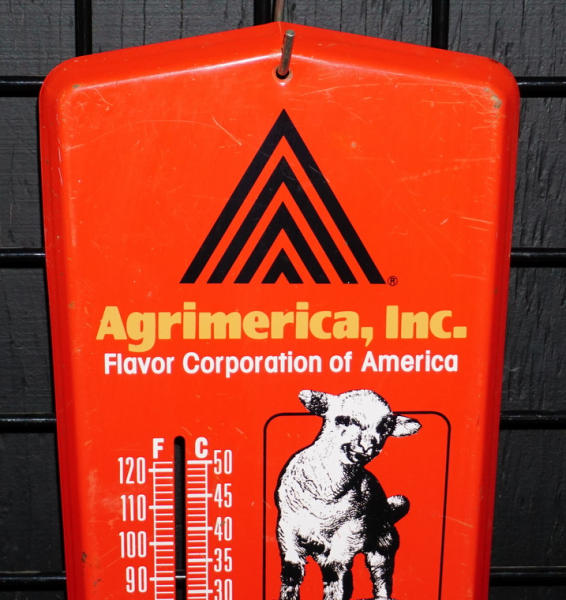 ®
Agrimerica, Inc.
Flavor Corporation of America
F C
120 50
110 45
100 40
35
90
30